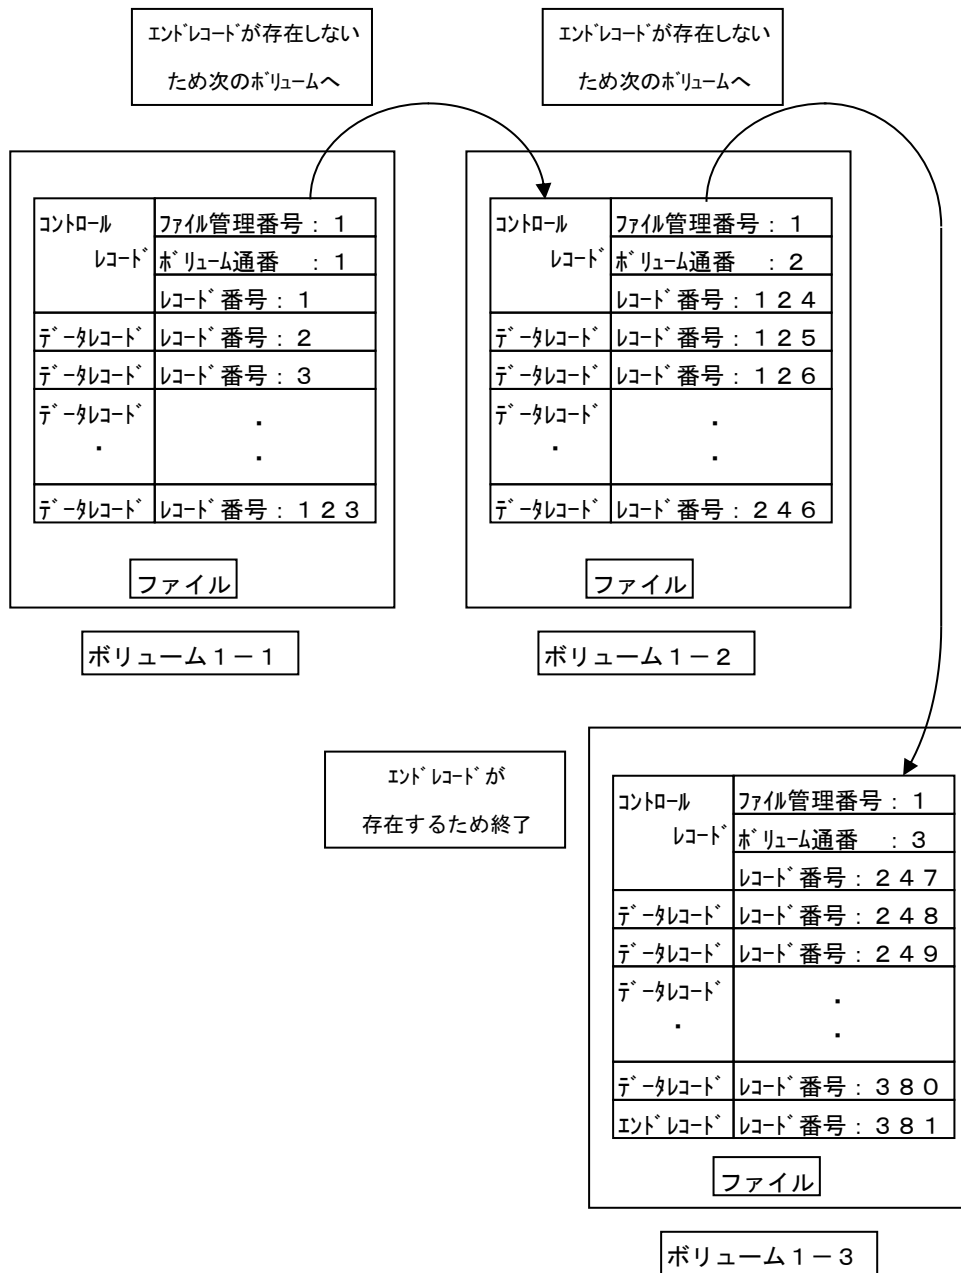 ｴﾝﾄﾞﾚｺｰﾄﾞが存在しない
ため次のﾎﾞﾘｭｰﾑへ
ｴﾝﾄﾞﾚｺｰﾄﾞが存在しない
ため次のﾎﾞﾘｭｰﾑへ
ｺﾝﾄﾛｰﾙ
ﾚｺｰﾄﾞ
ﾌｧｲﾙ管理番号：１
ﾎﾞﾘｭｰﾑ通番　：１
ﾚｺｰﾄﾞ番号：１
ﾃﾞｰﾀﾚｺｰﾄﾞ ﾚｺｰﾄﾞ番号：２
ﾃﾞｰﾀﾚｺｰﾄﾞ ﾚｺｰﾄﾞ番号：３
ﾃﾞｰﾀﾚｺｰﾄﾞ ・
・ ・
ﾃﾞｰﾀﾚｺｰﾄﾞ ﾚｺｰﾄﾞ番号：１２３
ファイル
ボリューム１－１
ｺﾝﾄﾛｰﾙ
ﾚｺｰﾄﾞ
ﾌｧｲﾙ管理番号：１
ﾎﾞﾘｭｰﾑ通番　：２
ﾚｺｰﾄﾞ番号：１２４
ﾃﾞｰﾀﾚｺｰﾄﾞ ﾚｺｰﾄﾞ番号：１２５
ﾃﾞｰﾀﾚｺｰﾄﾞ ﾚｺｰﾄﾞ番号：１２６
ﾃﾞｰﾀﾚｺｰﾄﾞ ・
・ ・
ﾃﾞｰﾀﾚｺｰﾄﾞ ﾚｺｰﾄﾞ番号：２４６
ファイル
ボリューム１－２
ｴﾝﾄﾞﾚｺｰﾄﾞが
存在するため終了
ｺﾝﾄﾛｰﾙ
ﾚｺｰﾄﾞ
ﾌｧｲﾙ管理番号：１
ﾎﾞﾘｭｰﾑ通番　：３
ﾚｺｰﾄﾞ番号：２４７
ﾃﾞｰﾀﾚｺｰﾄﾞ ﾚｺｰﾄﾞ番号：２４８
ﾃﾞｰﾀﾚｺｰﾄﾞ ﾚｺｰﾄﾞ番号：２４９
ﾃﾞｰﾀﾚｺｰﾄﾞ ・
・ ・
ﾃﾞｰﾀﾚｺｰﾄﾞ ﾚｺｰﾄﾞ番号：３８０
ｴﾝﾄﾞﾚｺｰﾄﾞ ﾚｺｰﾄﾞ番号：３８１
ファイル
ボリューム１－３